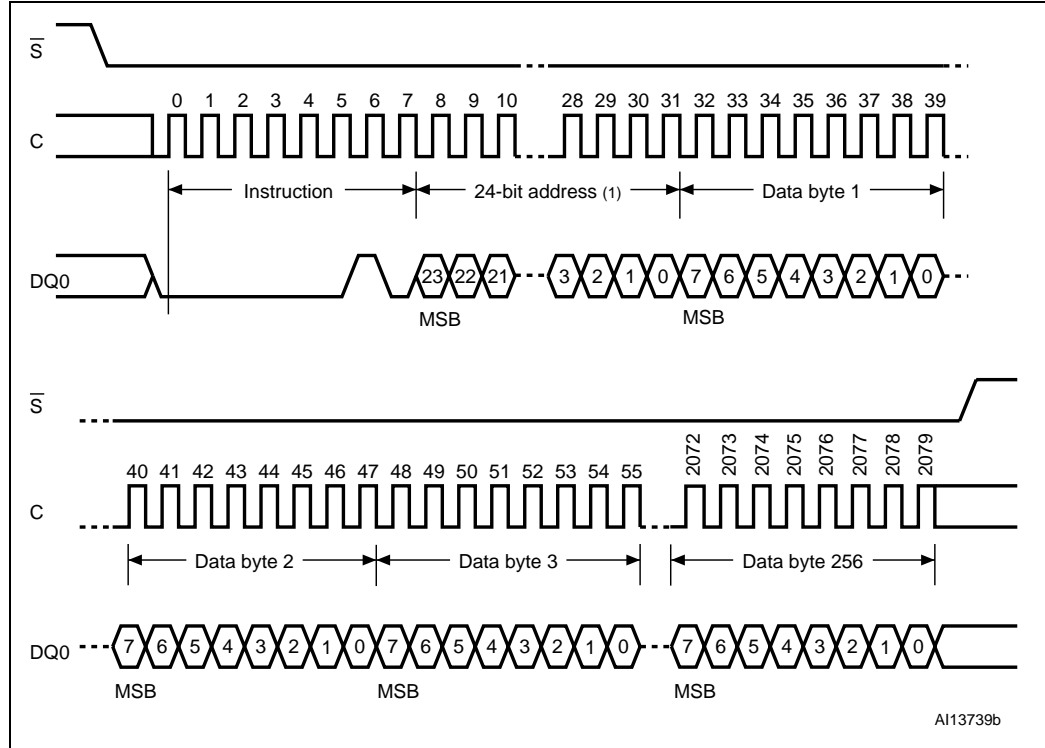 S
0 1 2 3 4 5 6 7 8 9 10 28 29 30 31 32 33 34 35 36 37 38 39
C
Instruction 24-bit address (1) Data byte 1
DQ0 23 22 21 3 2 1 0 7 6 5 4 3 2 1 0
MSB MSB
S
40 41 42 43 44 45 46 47 48 49 50 51 52 53 54 55 2072 2073 2074 2075 2076 2077 2078 2079
C
Data byte 2 Data byte 3 Data byte 256
DQ0 7 6 5 4 3 2 1 0 7 6 5 4 3 2 1 0 7 6 5 4 3 2 1 0
MSB MSB MSB
AI13739b